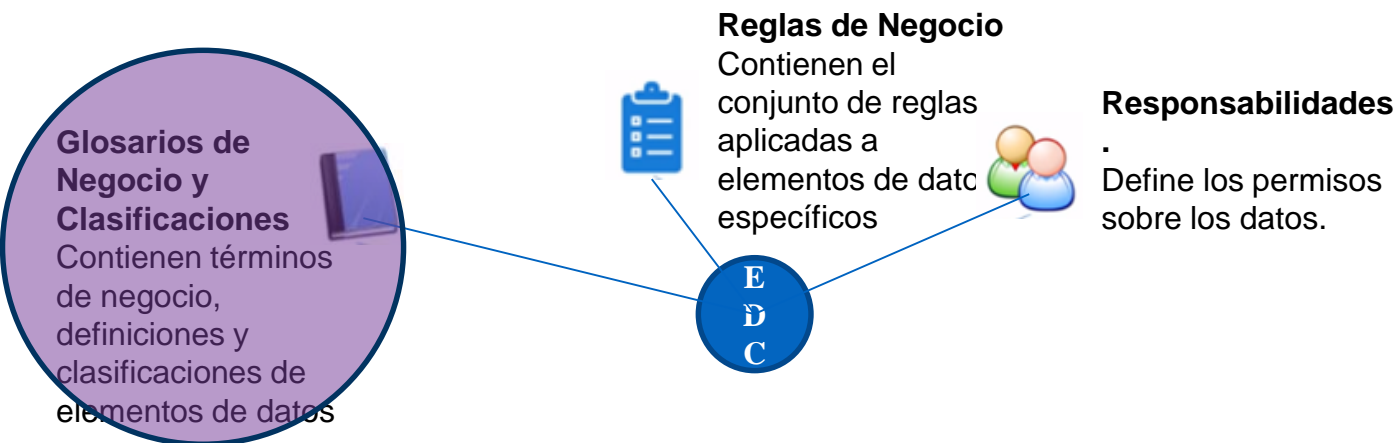 Glosarios de
Negocio y
Clasificaciones
Contienen términos
de negocio,
definiciones y
clasificaciones de
elementos de datos
Reglas de Negocio
Contienen el
conjunto de reglas
aplicadas a
elementos de dato
específicos
Responsabilidades
.
Define los permisos
sobre los datos.
E
D
C